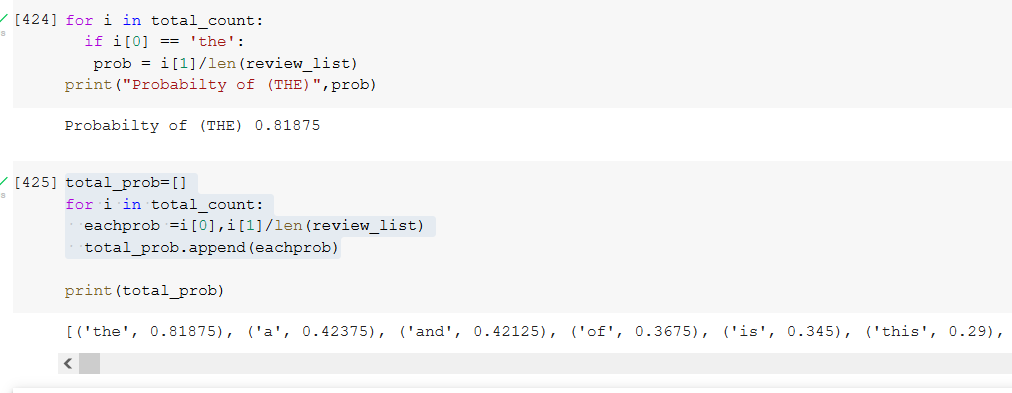 [424] for i in total_count:
if i[0] == 'the':
prob = i[1]/len(review_list)
print("Probabilty of (THE)",prob)
Probabilty of (THE) 0.81875
[425] total_prob=[]
for i in total_count:
eachprob =i[0],i[1]/len(review_list)
total_prob.append(eachprob)
print(total_prob)
[('the', 0.81875), ('a', 0.42375), ('and', 0.42125), ('of', 0.3675), ('is', 0.345), ('this', 0.29),